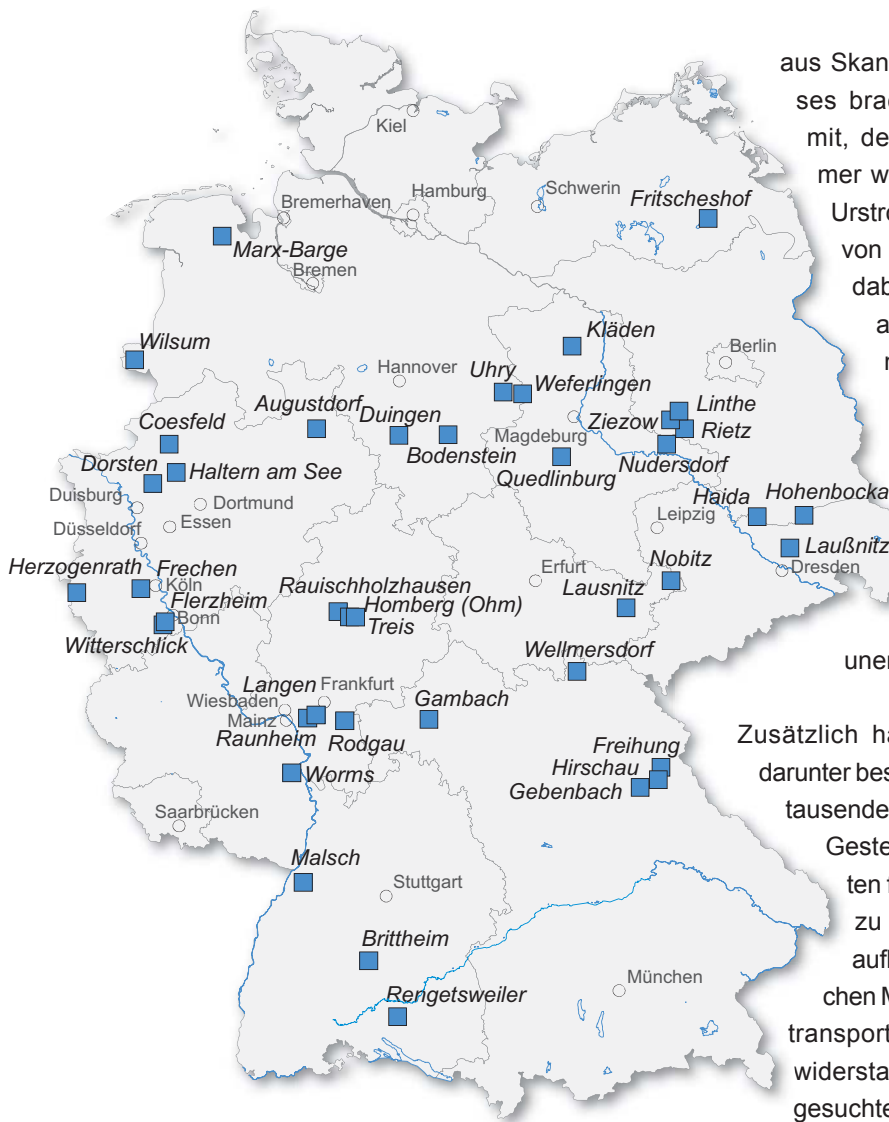 aus Skan
ses brac
mit, de
mer w
Urstro
von
dab
a
Kiel
Bremerhaven
Hamburg
Schwerin
Fritscheshof
Marx-Barge
Bremen
Wilsum
Kläden
Berlin
Hannover
Uhry
Weferlingen
Linthe
Coesfeld
Augustdorf
Duingen
Ziezow
Rietz
Magdeburg
Bodenstein
Nudersdorf
Dorsten
Haltern am See
Quedlinburg
Haida
Hohenbocka
Duisburg
Dortmund
Essen
Leipzig
Düsseldorf
Laußnitz
Dresden
Herzogenrath
Frechen
Köln
Rauischholzhausen
Erfurt
Nobitz
Lausnitz
Flerzheim
Homberg (Ohm)
Bonn
Treis
Witterschlick
Wellmersdorf
Langen
Frankfurt
Gambach
Wiesbaden
Mainz
Raunheim
Rodgau
Freihung
Hirschau
Worms
Gebenbach
Saarbrücken
Malsch
Stuttgart
Brittheim
München
Rengetsweiler
uner
Zusätzlich ha
darunter bes
tausende
Geste
ten f
zu
aufb
chen M
transport
widersta
gesuchte